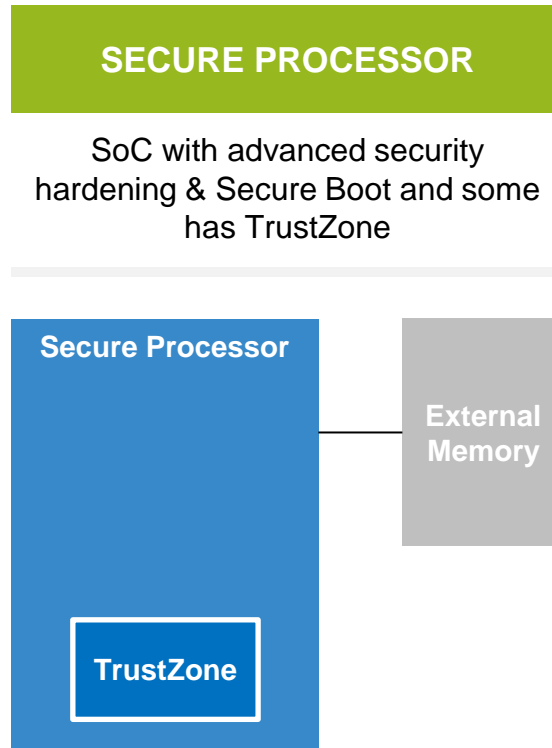 SECURE PROCESSOR
SoC with advanced security
hardening & Secure Boot and some
has TrustZone
Secure Processor
External
Memory
TrustZone